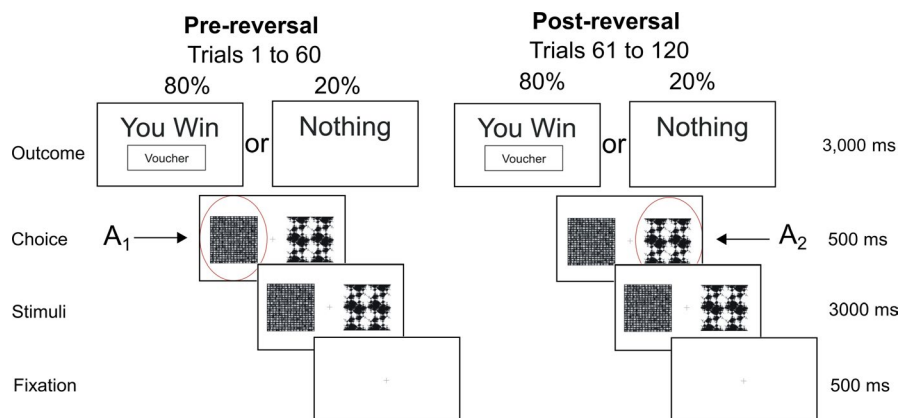 Pre-reversal
Trials 1 to 60
80% 20%
Post-reversal
Trials 61 to 120
80% 20%
Outcome
You Win
Voucher
or
Nothing
You Win
Voucher
or
Nothing
3,000 ms
Choice
A₁
A₂
500 ms
Stimuli
3000 ms
Fixation
500 ms